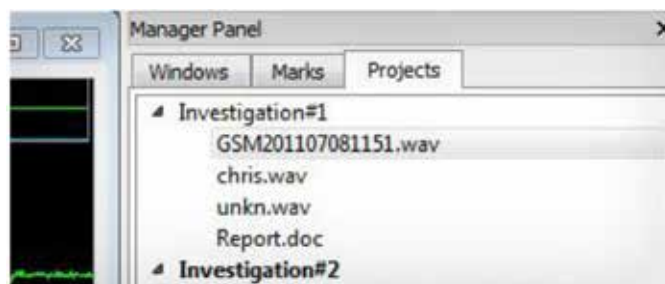 Manager Panel
Windows Marks Projects
Investigation#1
GSM201107081151.wav
chris.wav
unkn.wav
Report.doc
Investigation#2